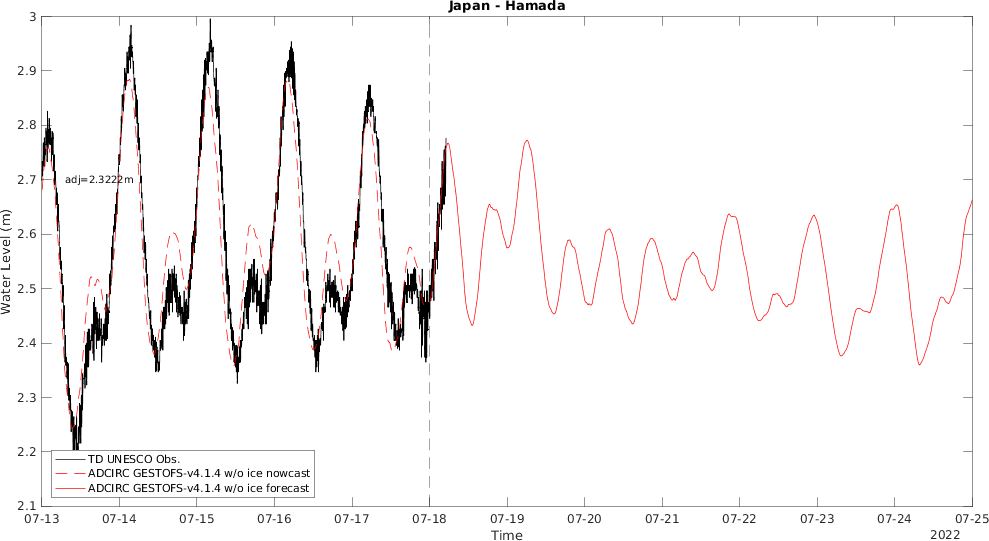 Japan - Hamada
3
2.9
2.8
2.7
2.6
2.5
2.4
2.3
2.2
2.1
Water Level (m)
adj=2.3222m
TD UNESCO Obs.
ADCIRC GESTOFS-v4.1.4 w/o ice nowcast
ADCIRC GESTOFS-v4.1.4 w/o ice forecast
07-13 07-14 07-15 07-16 07-17 07-18 07-19 07-20 07-21 07-22 07-23 07-24 07-25
Time
2022